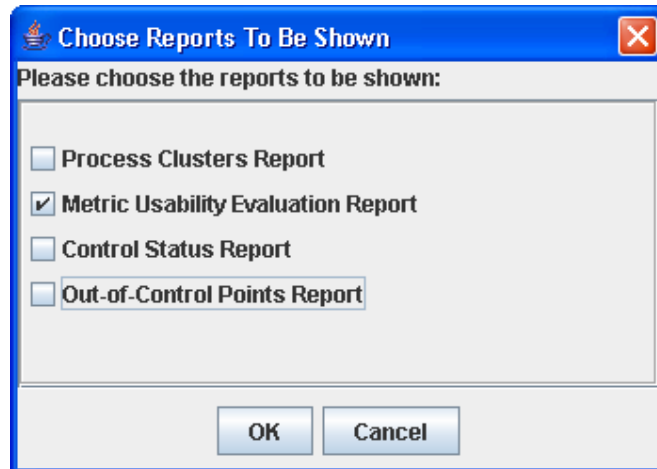 Choose Reports To Be Shown
Please choose the reports to be shown:
Process Clusters Report
Metric Usability Evaluation Report
Control Status Report
Out-of-Control Points Report
OK Cancel